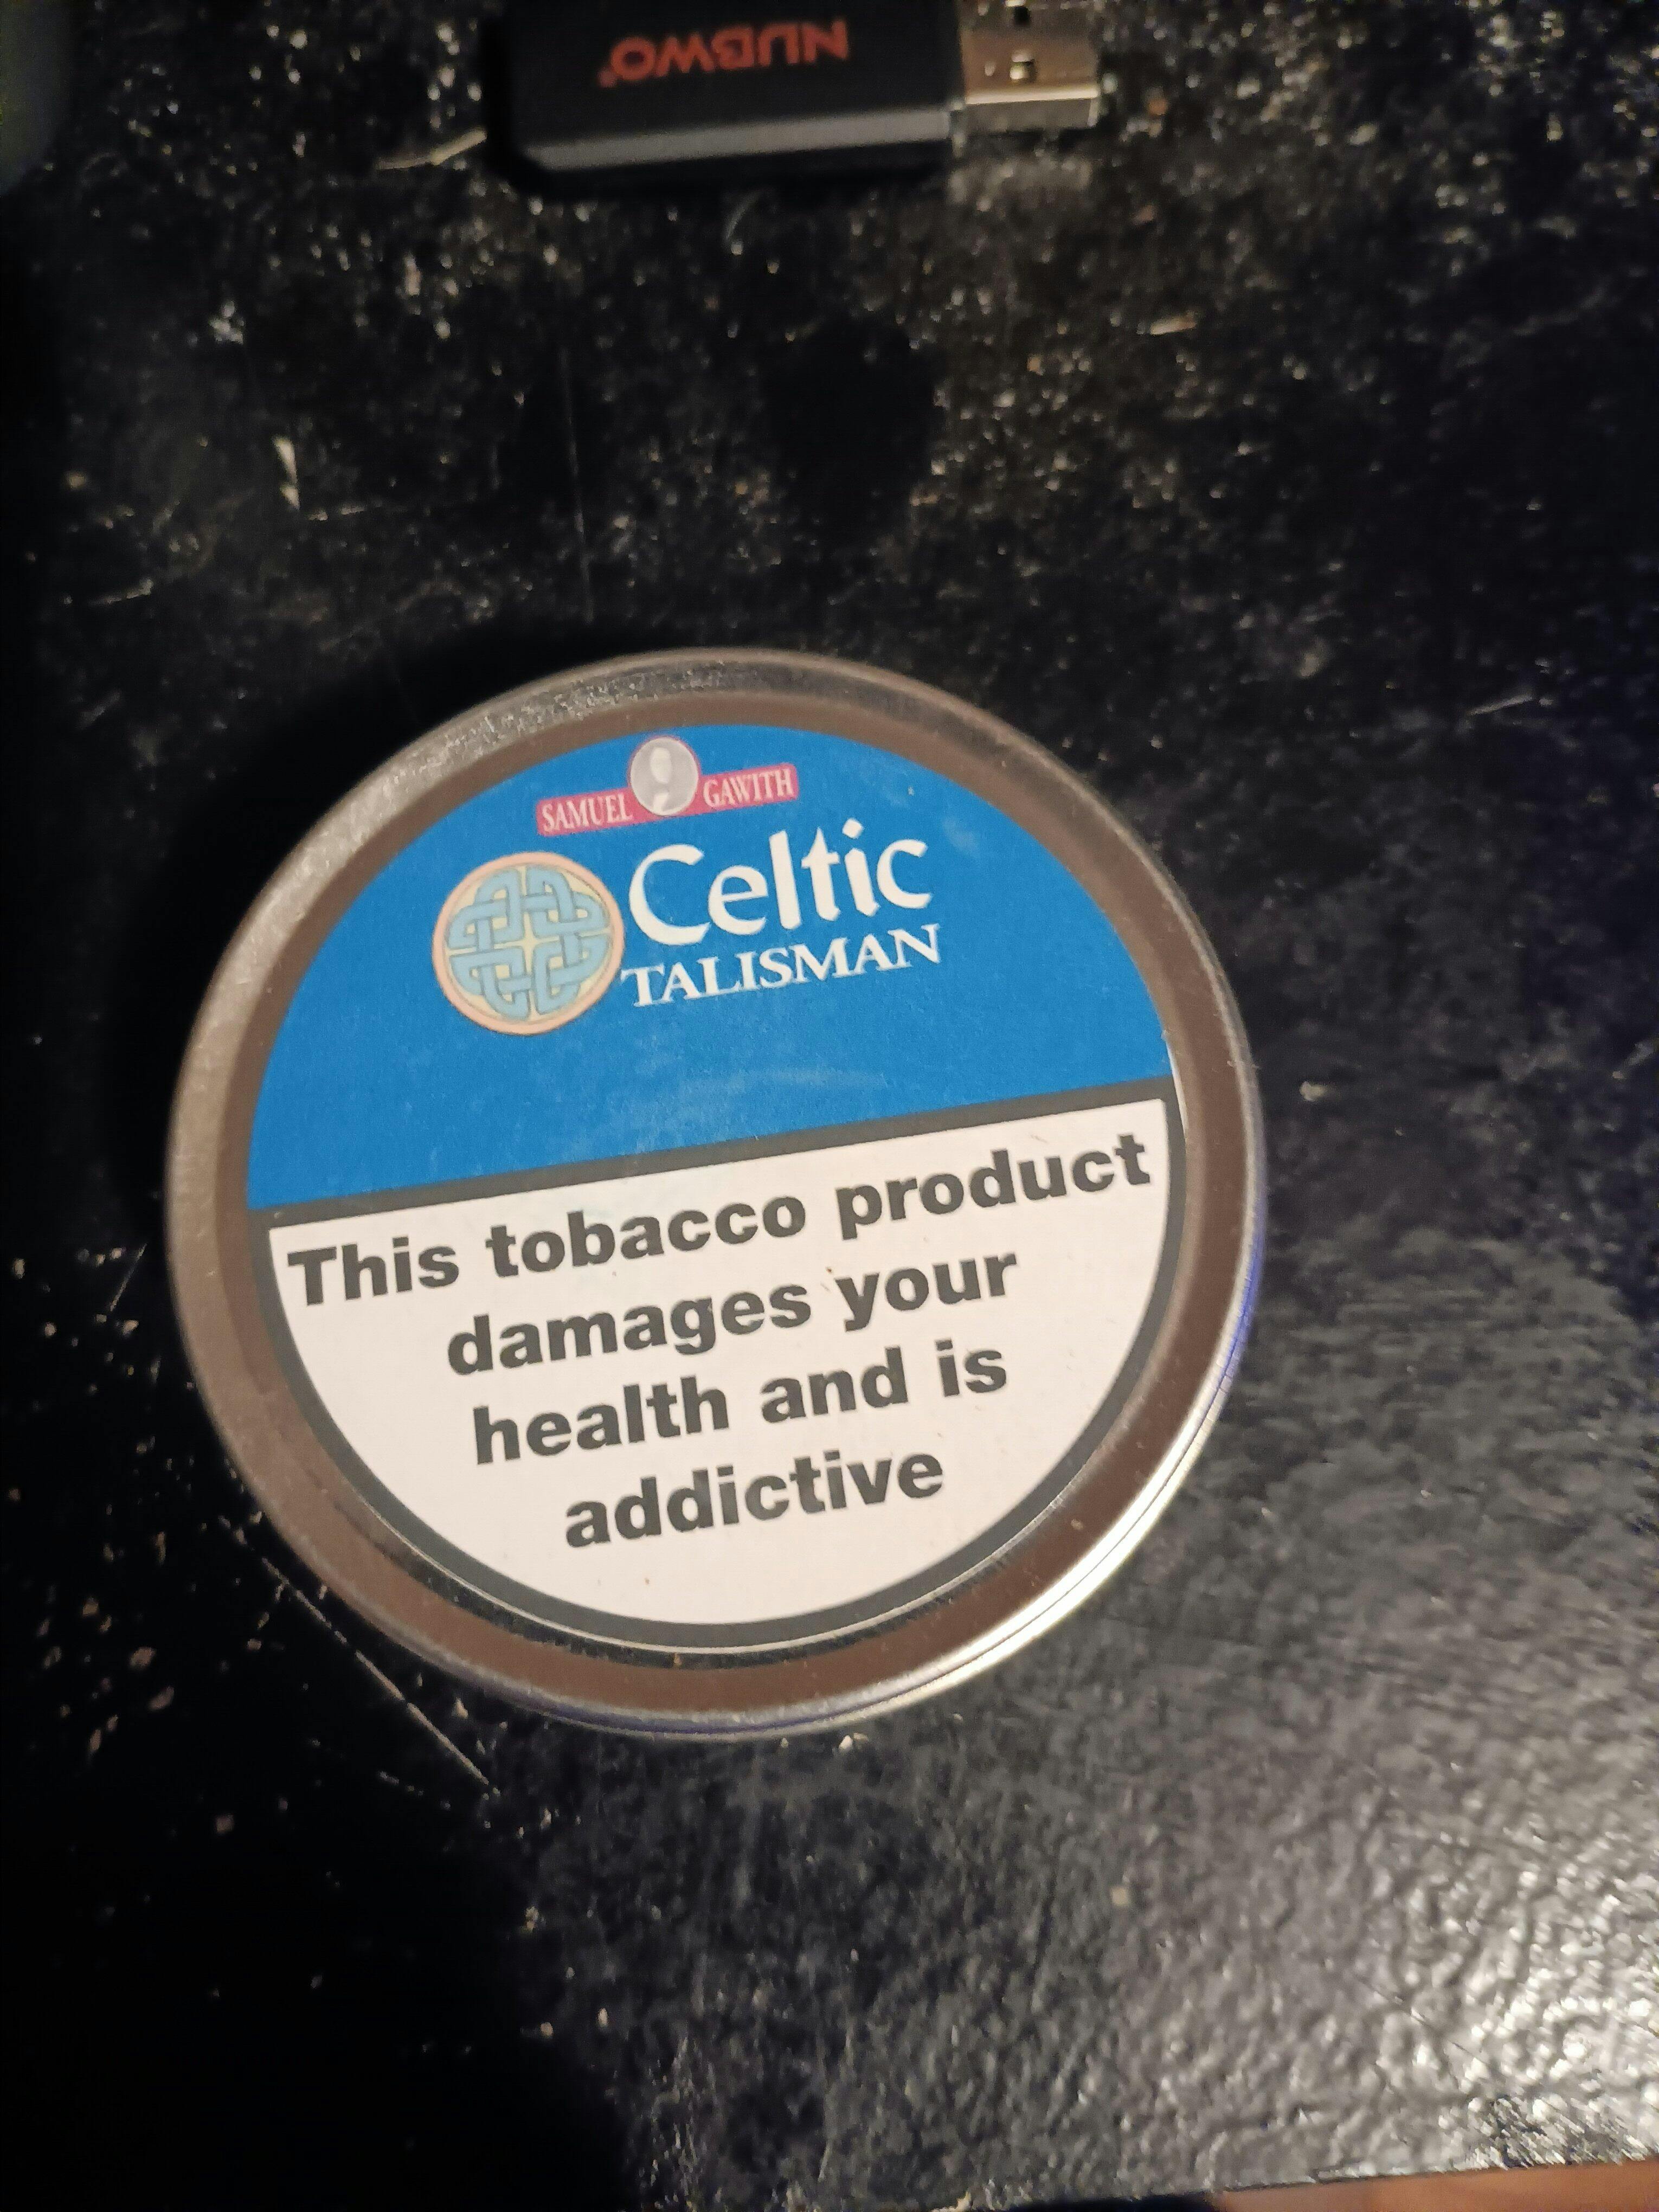 NUBWO
SAMUEL GAWITH
Celtic
TALISMAN
This tobacco product
damages your
health and is
addictive